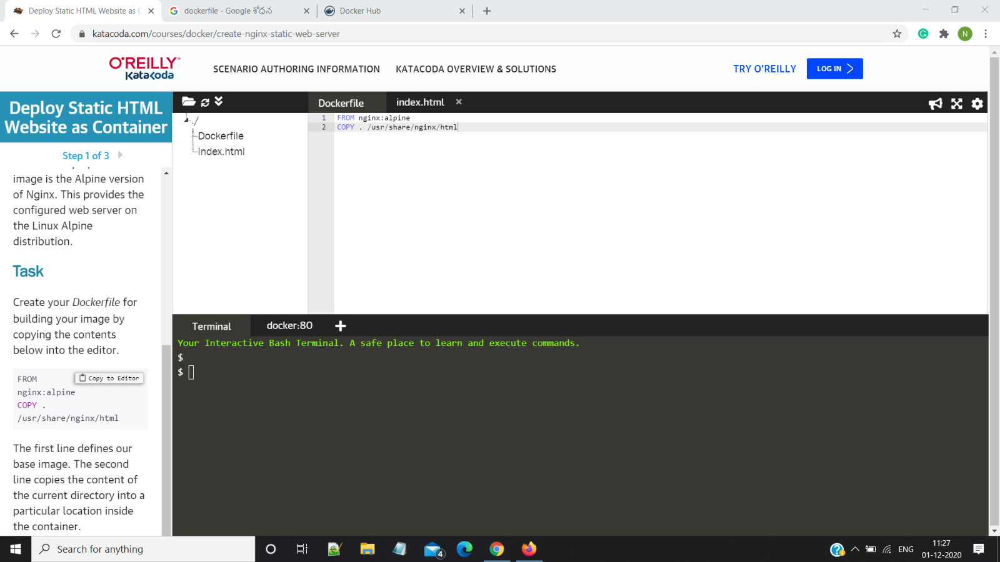 Deploy Static HTML Website as C
dockerfile - Google శోధన
Docker Hub
katacoda.com/courses/docker/create-nginx-static-web-server
N
O'REILLY
Katacoda
SCENARIO AUTHORING INFORMATION
KATACODA OVERVIEW & SOLUTIONS
TRY O'REILLY
LOG IN
Deploy Static HTML
Website as Container
Step 1 of 3
image is the Alpine version
of Nginx. This provides the
configured web server on
the Linux Alpine
distribution.
Task
Create your Dockerfile for
building your image by
copying the contents
below into the editor.
FROM
Copy to Editor
nginx:alpine
COPY .
/usr/share/nginx/html
The first line defines our
base image. The second
line copies the content of
the current directory into a
particular location inside
the container.
./
Dockerfile
index.html
Dockerfile
index.html
1 FROM nginx:alpine
2 COPY . /usr/share/nginx/html
Terminal
docker:80
Your Interactive Bash Terminal. A safe place to learn and execute commands.
$
$
Search for anything
4
ENG
11:27
01-12-2020